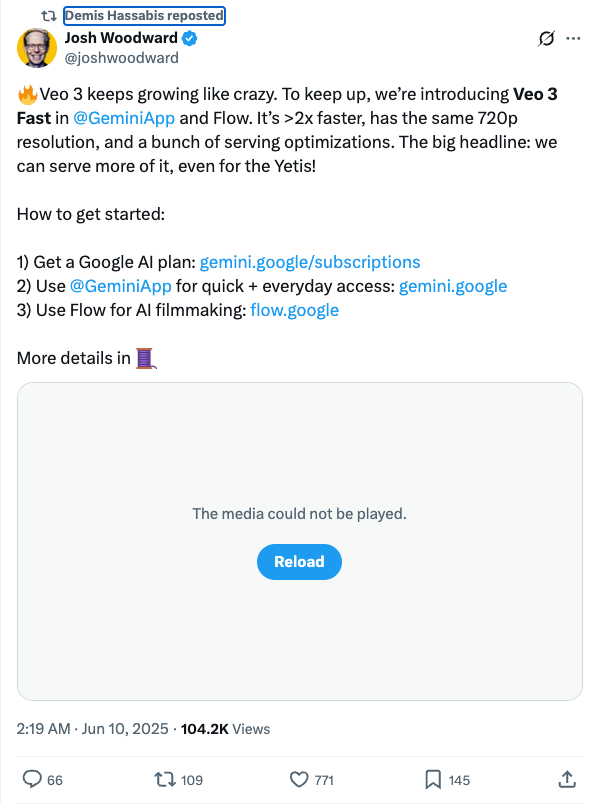 Demis Hassabis reposted
Josh Woodward
@joshwoodward
🔥Veo 3 keeps growing like crazy. To keep up, we’re introducing Veo 3
Fast in @GeminiApp and Flow. It’s >2x faster, has the same 720p
resolution, and a bunch of serving optimizations. The big headline: we
can serve more of it, even for the Yetis!
How to get started:
1) Get a Google AI plan: gemini.google/subscriptions
2) Use @GeminiApp for quick + everyday access: gemini.google
3) Use Flow for AI filmmaking: flow.google
More details in 🧵
The media could not be played.
Reload
2:19 AM · Jun 10, 2025 · 104.2K Views
66 109 771 145